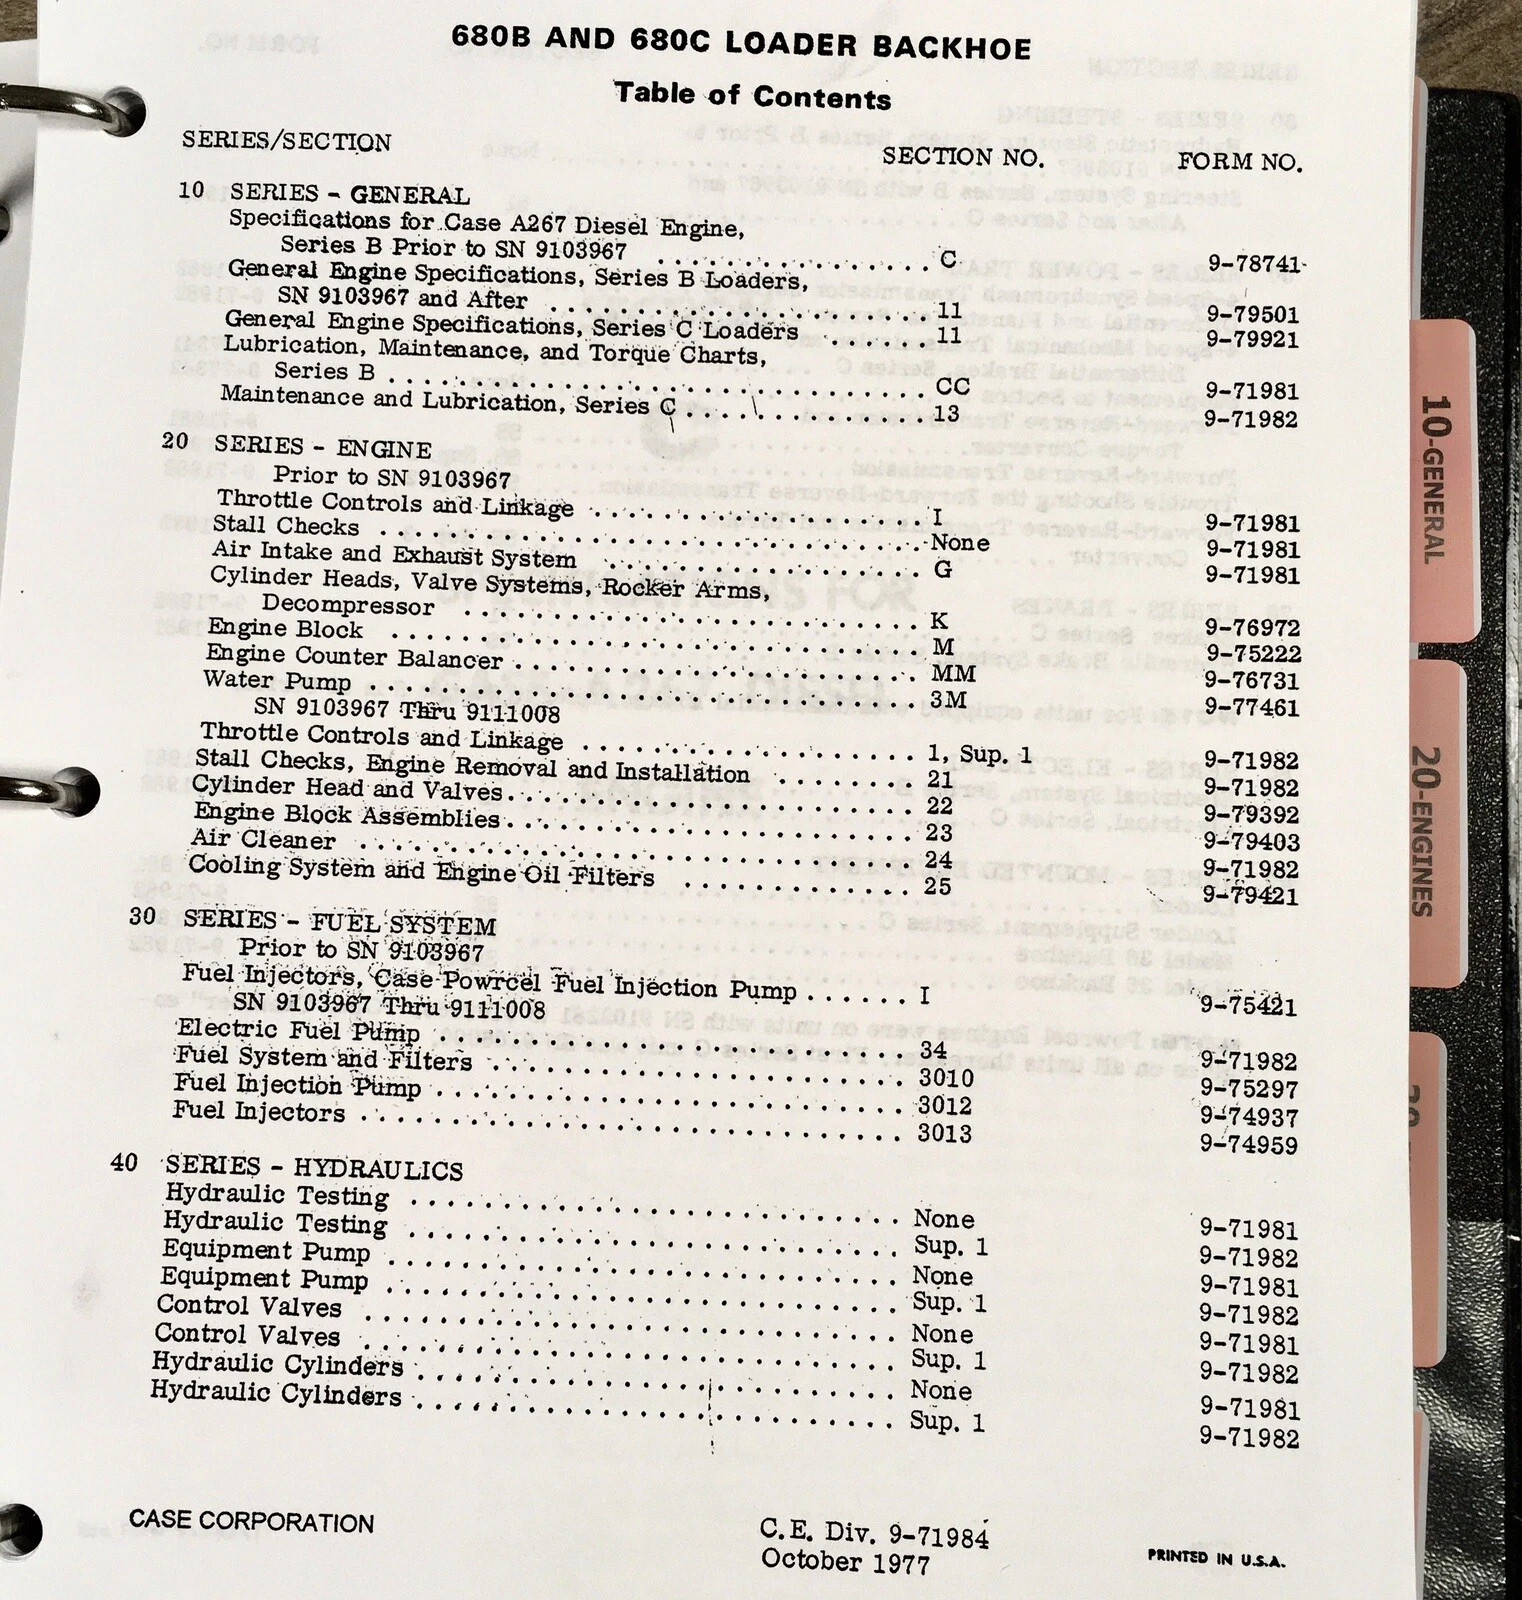 680B AND 680C LOADER BACKHOE
Table of Contents
SERIES/SECTION SECTION NO. FORM NO.
10 SERIES - GENERAL
Specifications for Case A267 Diesel Engine,
Series B Prior to SN 9103967 . . . . . . . . . . . . . . . C 9-78741
General Engine Specifications, Series B Loaders,
SN 9103967 and After . . . . . . . . . . . . . . . . . . . . 11 9-79501
General Engine Specifications, Series C Loaders . . . . . . 11 9-79921
Lubrication, Maintenance, and Torque Charts,
Series B . . . . . . . . . . . . . . . . . . . . . . . . . . . CC 9-71981
Maintenance and Lubrication, Series C . . . . . . . . . . . . 13 9-71982
20 SERIES - ENGINE
Prior to SN 9103967
Throttle Controls and Linkage . . . . . . . . . . . . . . . . . I 9-71981
Stall Checks . . . . . . . . . . . . . . . . . . . . . . . . . . . None 9-71981
Air Intake and Exhaust System . . . . . . . . . . . . . . . . G 9-71981
Cylinder Heads, Valve Systems, Rocker Arms,
Decompressor . . . . . . . . . . . . . . . . . . . . . . . . K 9-76972
Engine Block . . . . . . . . . . . . . . . . . . . . . . . . . . . M 9-75222
Engine Counter Balancer . . . . . . . . . . . . . . . . . . . . MM 9-76731
Water Pump . . . . . . . . . . . . . . . . . . . . . . . . . . . 3M 9-77461
SN 9103967 Thru 9111008
Throttle Controls and Linkage . . . . . . . . . . . . . . . . . 1, Sup. 1 9-71982
Stall Checks, Engine Removal and Installation . . . . . . . . 21 9-71982
Cylinder Head and Valves . . . . . . . . . . . . . . . . . . . . 22 9-79392
Engine Block Assemblies . . . . . . . . . . . . . . . . . . . . 23 9-79403
Air Cleaner . . . . . . . . . . . . . . . . . . . . . . . . . . . 24 9-71982
Cooling System and Engine Oil Filters . . . . . . . . . . . . 25 9-79421
30 SERIES - FUEL SYSTEM
Prior to SN 9103967
Fuel Injectors, Case Powrcel Fuel Injection Pump . . . . . . I 9-75421
SN 9103967 Thru 9111008
Electric Fuel Pump . . . . . . . . . . . . . . . . . . . . . . . 34 9-71982
Fuel System and Filters . . . . . . . . . . . . . . . . . . . . 3010 9-75297
Fuel Injection Pump . . . . . . . . . . . . . . . . . . . . . . . 3012 9-74937
Fuel Injectors . . . . . . . . . . . . . . . . . . . . . . . . . . 3013 9-74959
40 SERIES - HYDRAULICS
Hydraulic Testing . . . . . . . . . . . . . . . . . . . . . . . . None 9-71981
Hydraulic Testing . . . . . . . . . . . . . . . . . . . . . . . . Sup. 1 9-71982
Equipment Pump . . . . . . . . . . . . . . . . . . . . . . . . None 9-71981
Equipment Pump . . . . . . . . . . . . . . . . . . . . . . . . Sup. 1 9-71982
Control Valves . . . . . . . . . . . . . . . . . . . . . . . . . . None 9-71981
Control Valves . . . . . . . . . . . . . . . . . . . . . . . . . . Sup. 1 9-71982
Hydraulic Cylinders . . . . . . . . . . . . . . . . . . . . . . . None 9-71981
Hydraulic Cylinders . . . . . . . . . . . . . . . . . . . . . . . Sup. 1 9-71982
CASE CORPORATION
C.E. Div. 9-71984
October 1977
PRINTED IN U.S.A.
10-GENERAL
20-ENGINES